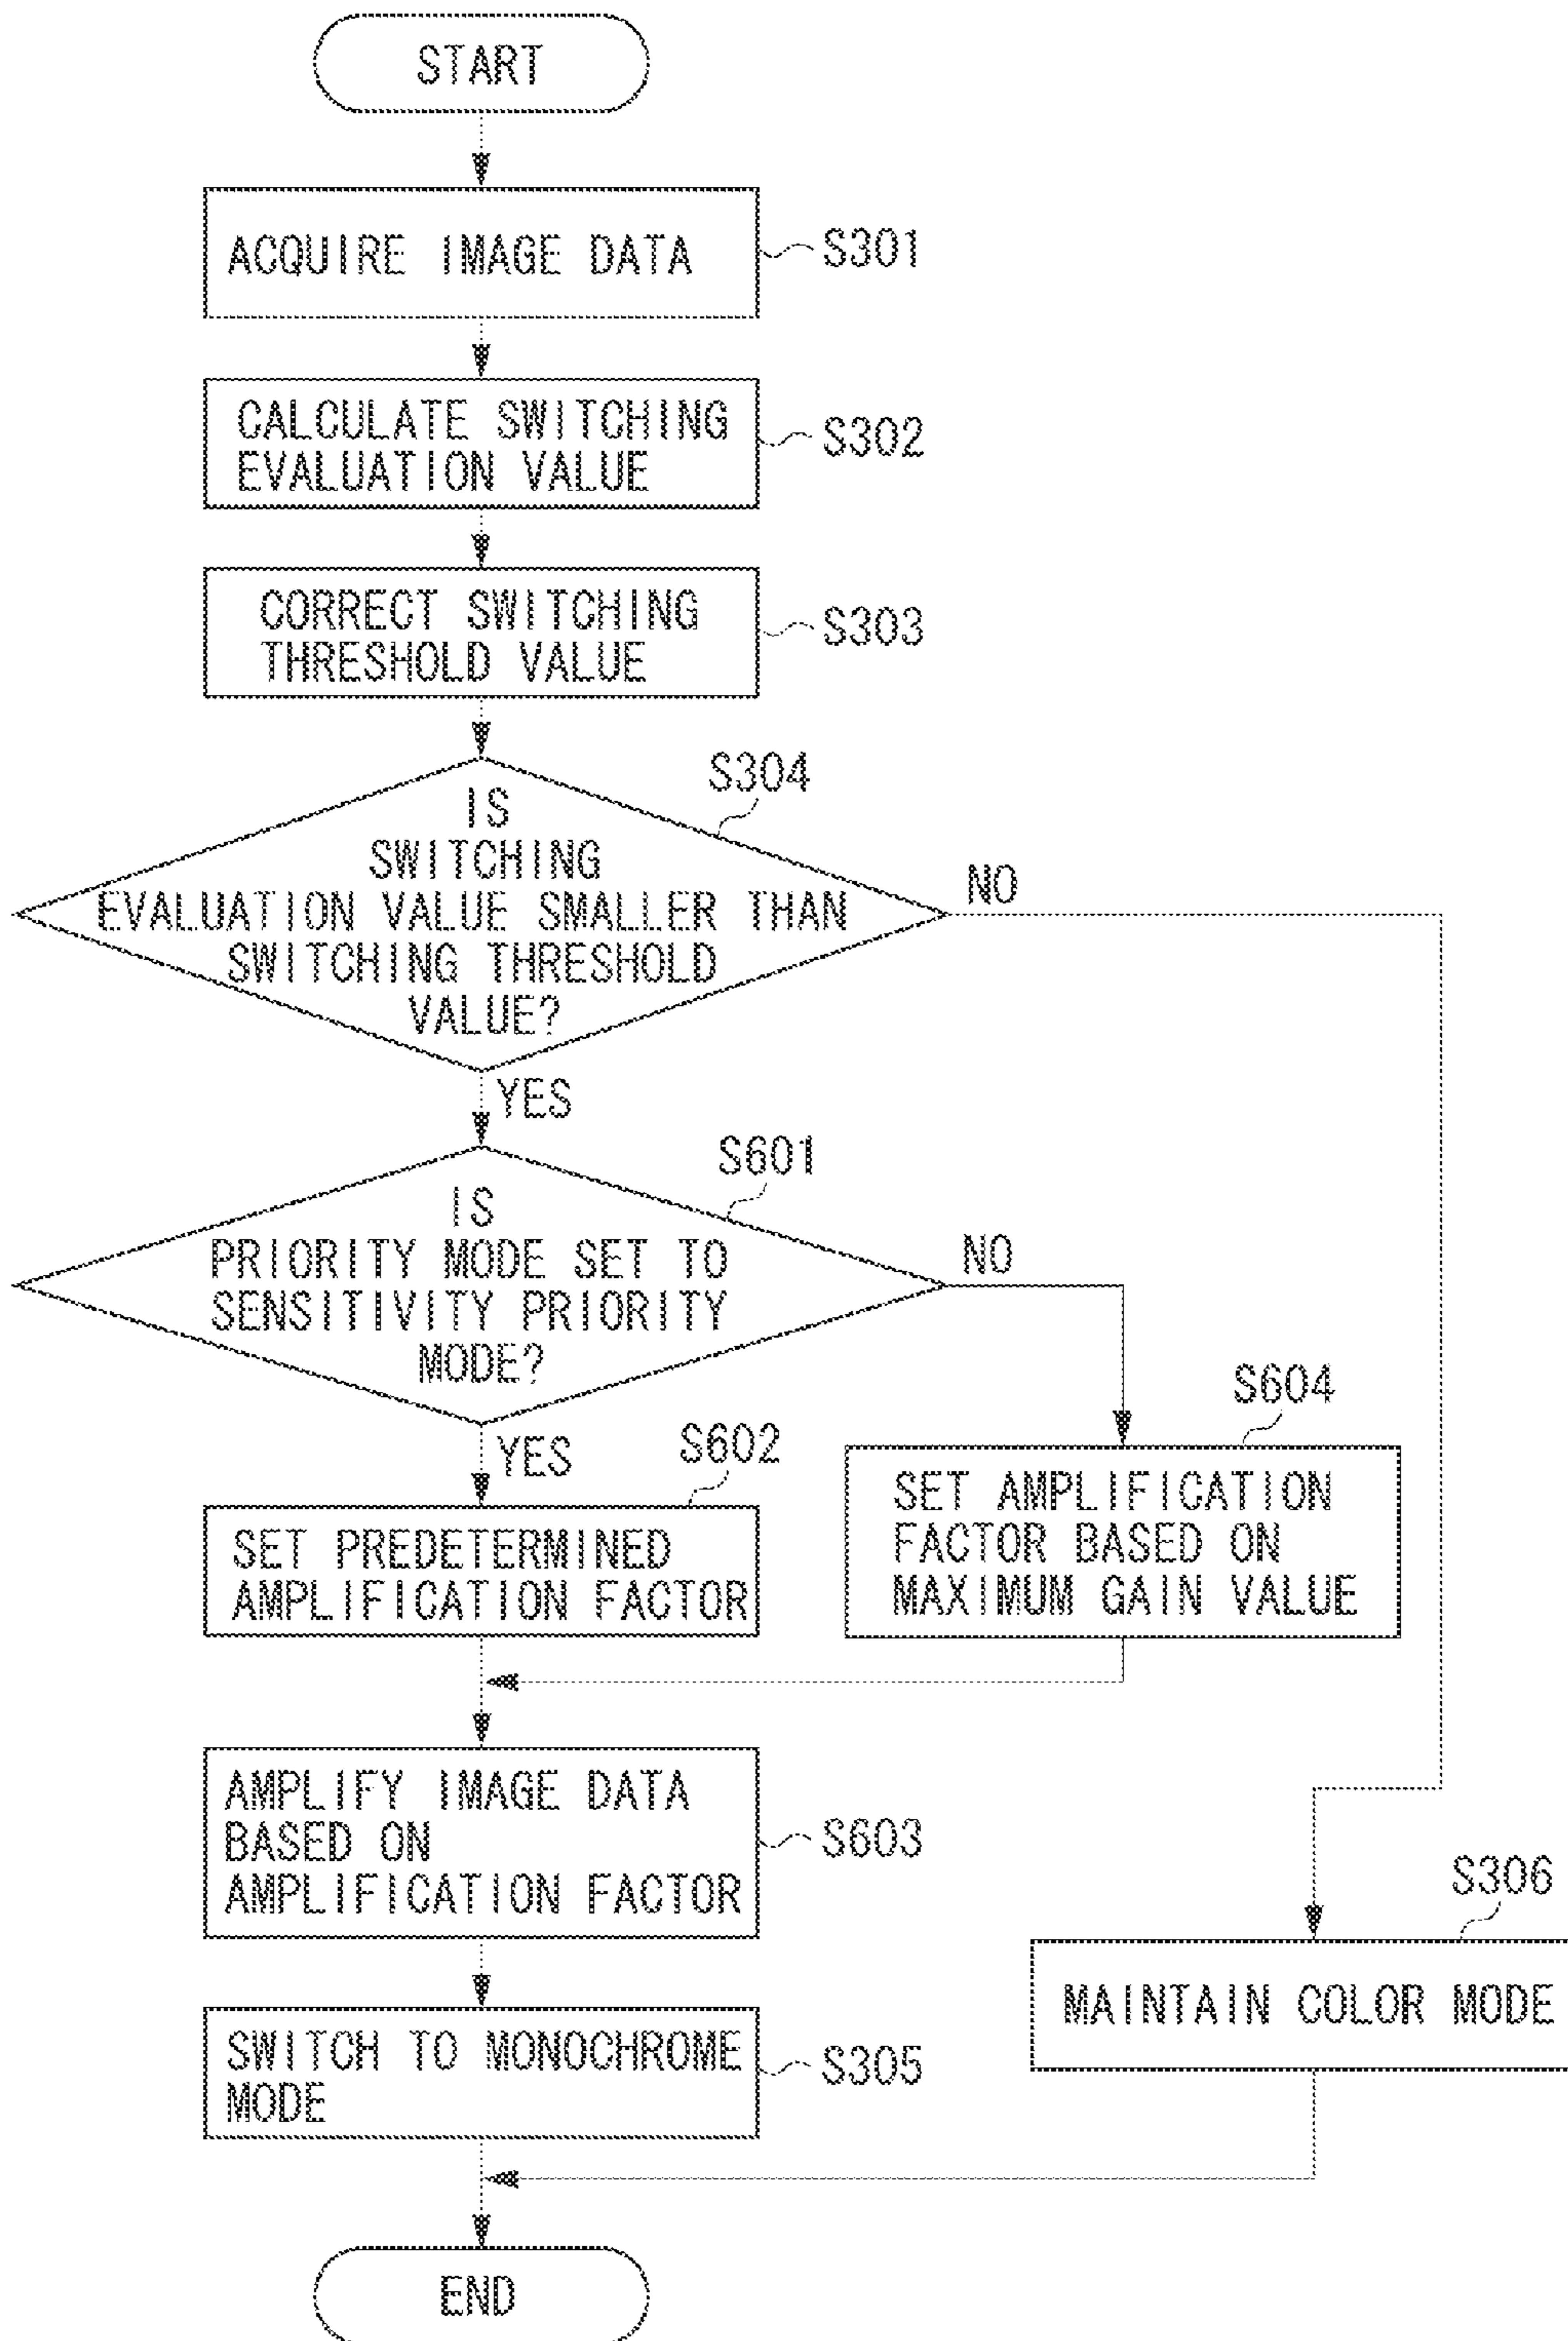 START
ACQUIRE IMAGE DATA
S301
CALCULATE SWITCHING
EVALUATION VALUE
S302
CORRECT SWITCHING
THRESHOLD VALUE
S303
S304
IS
SWITCHING
EVALUATION VALUE SMALLER THAN
SWITCHING THRESHOLD
VALUE?
NO
YES
S601
IS
PRIORITY MODE SET TO
SENSITIVITY PRIORITY
MODE?
NO
YES
S602
SET PREDETERMINED
AMPLIFICATION FACTOR
S604
SET AMPLIFICATION
FACTOR BASED ON
MAXIMUM GAIN VALUE
AMPLIFY IMAGE DATA
BASED ON
AMPLIFICATION FACTOR
S603
S306
MAINTAIN COLOR MODE
SWITCH TO MONOCHROME
MODE
S305
END